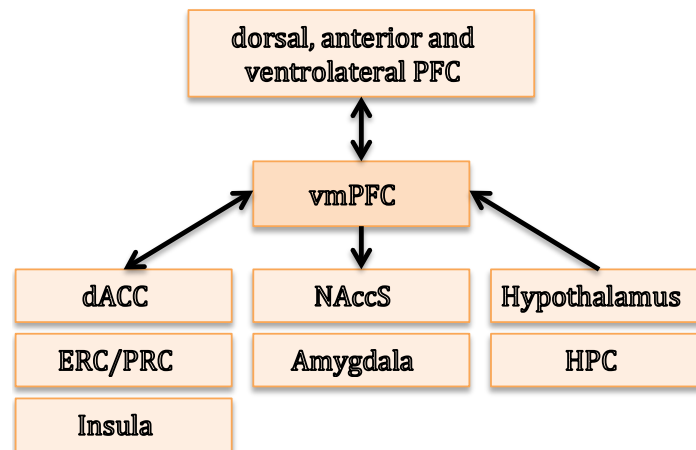 dorsal, anterior and
ventrolateral PFC
vmPFC
dACC
NAccS
Hypothalamus
ERC/PRC
Amygdala
HPC
Insula